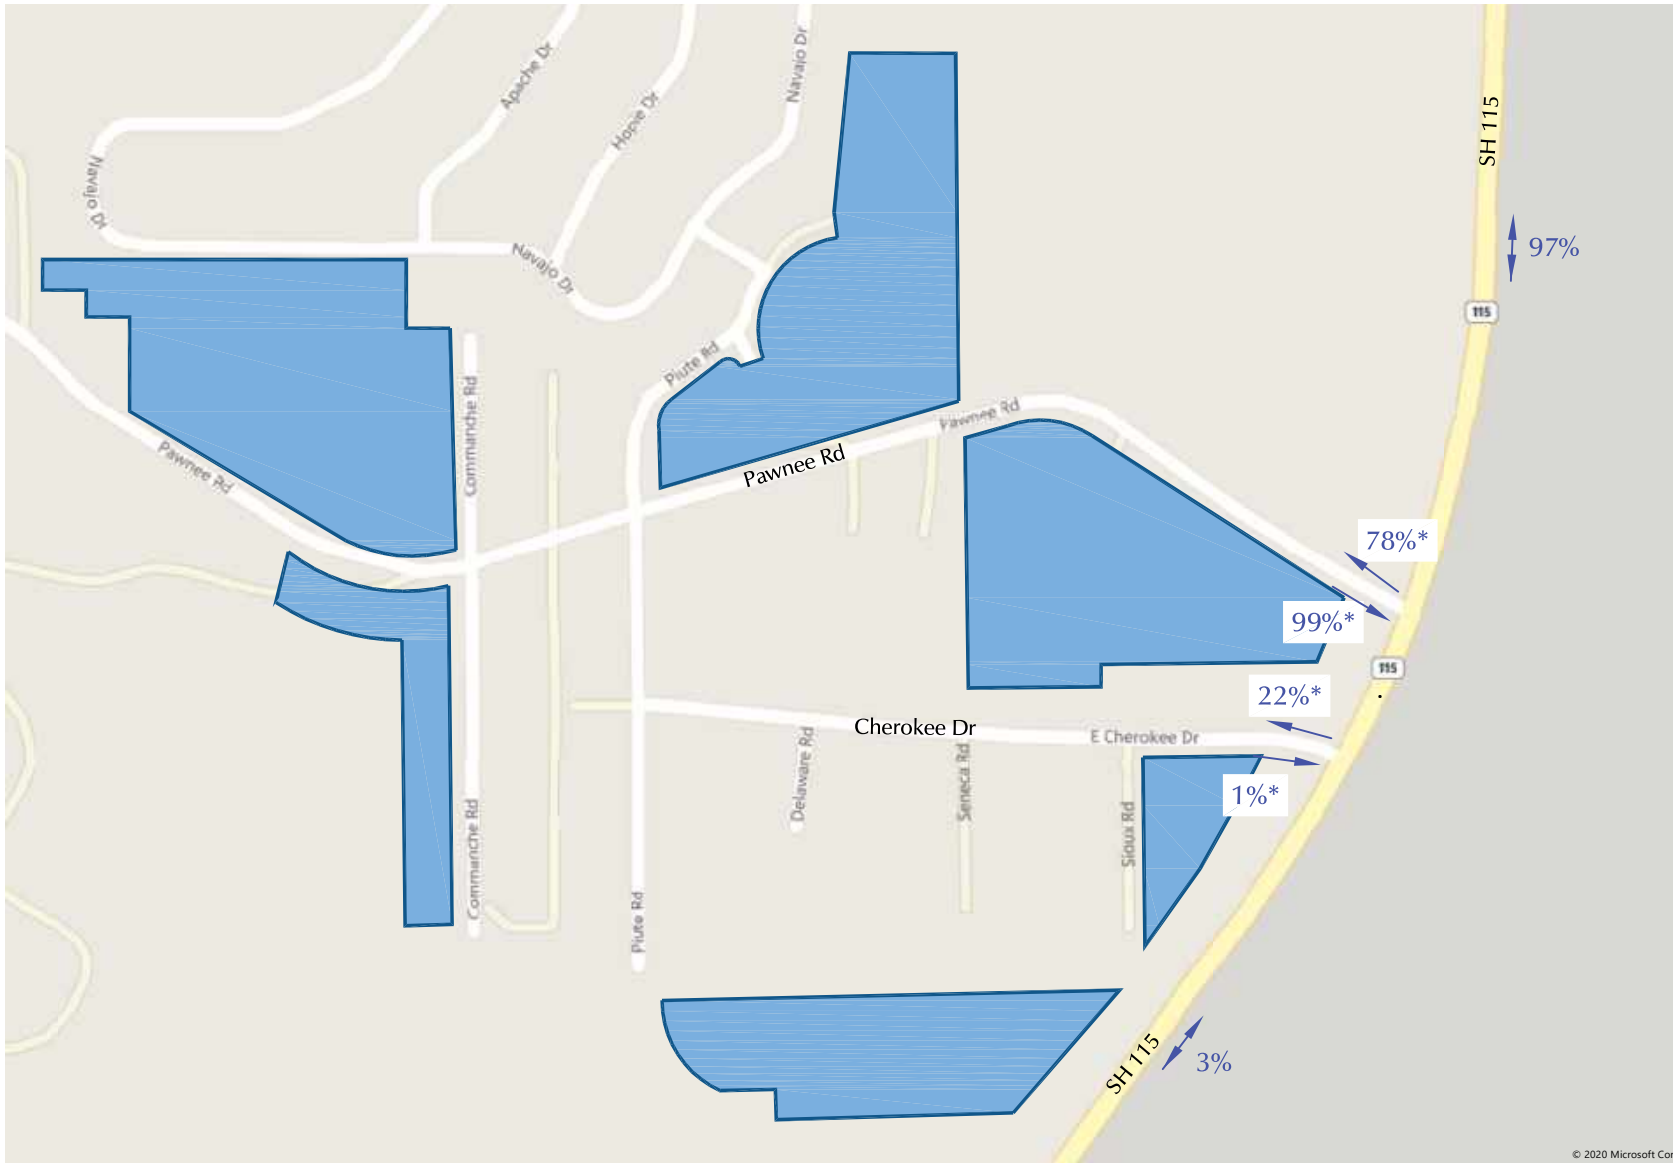 Apache Dr
Hopie Dr
Navajo Dr
SH 115
Navajo Dr
97%
Navajo Dr
115
Piute Rd
Commanche Rd
Pawnee Rd
Pawnee Rd
Pawnee Rd
78%*
99%*
115
22%*
Cherokee Dr
E Cherokee Dr
Delaware Rd
Seneca Rd
Sioux Rd
1%*
Commanche Rd
Piute Rd
SH 115
3%
© 2020 Microsoft Cor